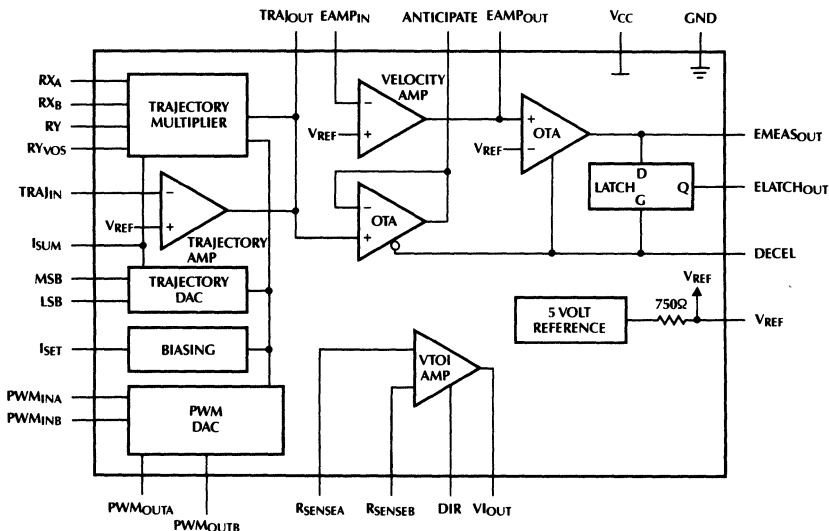 TRAJOUT EAMPIN ANTICIPATE EAMPOUT VCC GND
RXA
RXB
RY
RYVOS
TRAJECTORY
MULTIPLIER
VELOCITY
AMP
−
VREF +
+
OTA
VREF −
EMEASOUT
D
LATCH Q
G
ELATCHOUT
TRAJIN
−
VREF +
TRAJECTORY
AMP
−
OTA
+
ISUM
DECEL
MSB
LSB
TRAJECTORY
DAC
VREF
5 VOLT
REFERENCE
750Ω
VREF
ISET
BIASING
VTOI
AMP
PWMINA
PWMINB
PWM
DAC
PWMOUTA
PWMOUTB
RSENSEA RSENSEB DIR VIOUT